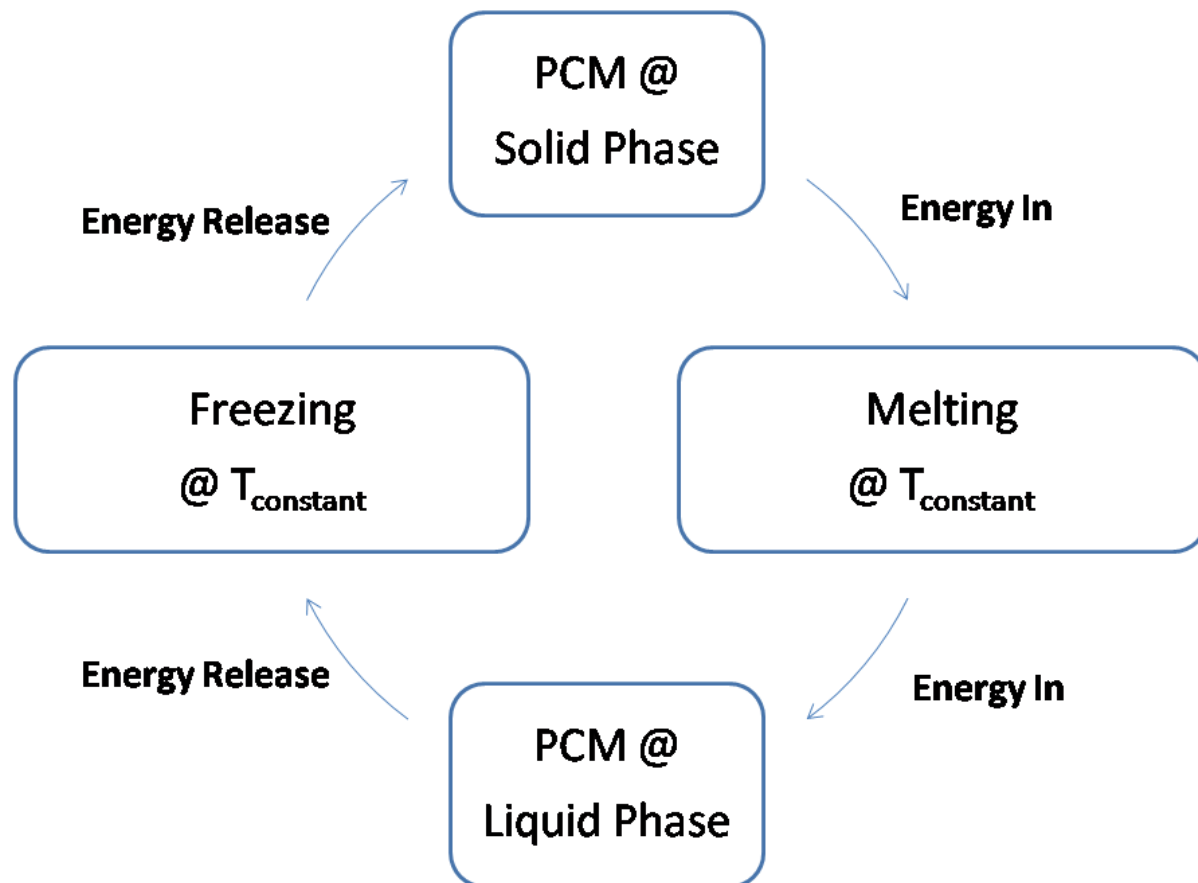 PCM @
Solid Phase
Energy Release
Energy In
Freezing
@ Tconstant
Melting
@ Tconstant
Energy Release
Energy In
PCM @
Liquid Phase